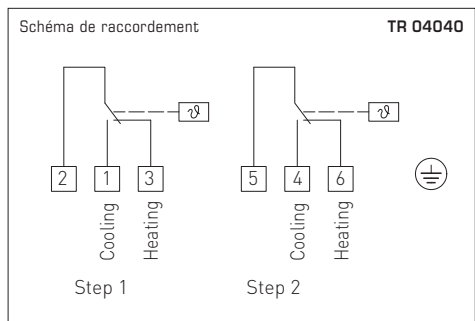 Schéma de raccordement TR 04040
ϑ ϑ
2 1 3 5 4 6
Cooling Heating Cooling Heating
Step 1 Step 2